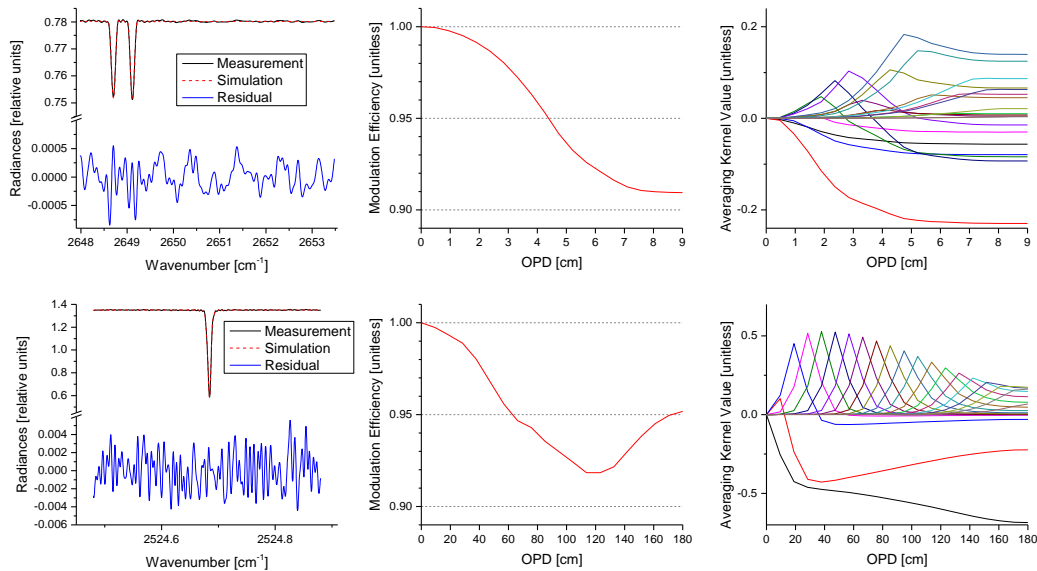 Radiances [relative units]
0.78
0.77
0.76
0.75
0.0005
0.0000
-0.0005
Measurement
Simulation
Residual
2648 2649 2650 2651 2652 2653
Wavenumber [cm⁻¹]
Modulation Efficiency [unitless]
1.00
0.95
0.90
0 1 2 3 4 5 6 7 8 9
OPD [cm]
Averaging Kernel Value [unitless]
0.2
0.0
-0.2
0 1 2 3 4 5 6 7 8 9
OPD [cm]
Radiances [relative units]
1.4
1.2
1.0
0.8
0.6
0.004
0.002
0.000
-0.002
-0.004
-0.006
Measurement
Simulation
Residual
2524.6 2524.8
Wavenumber [cm⁻¹]
Modulation Efficiency [unitless]
1.00
0.95
0.90
0 20 40 60 80 100 120 140 160 180
OPD [cm]
Averaging Kernel Value [unitless]
0.5
0.0
-0.5
0 20 40 60 80 100 120 140 160 180
OPD [cm]